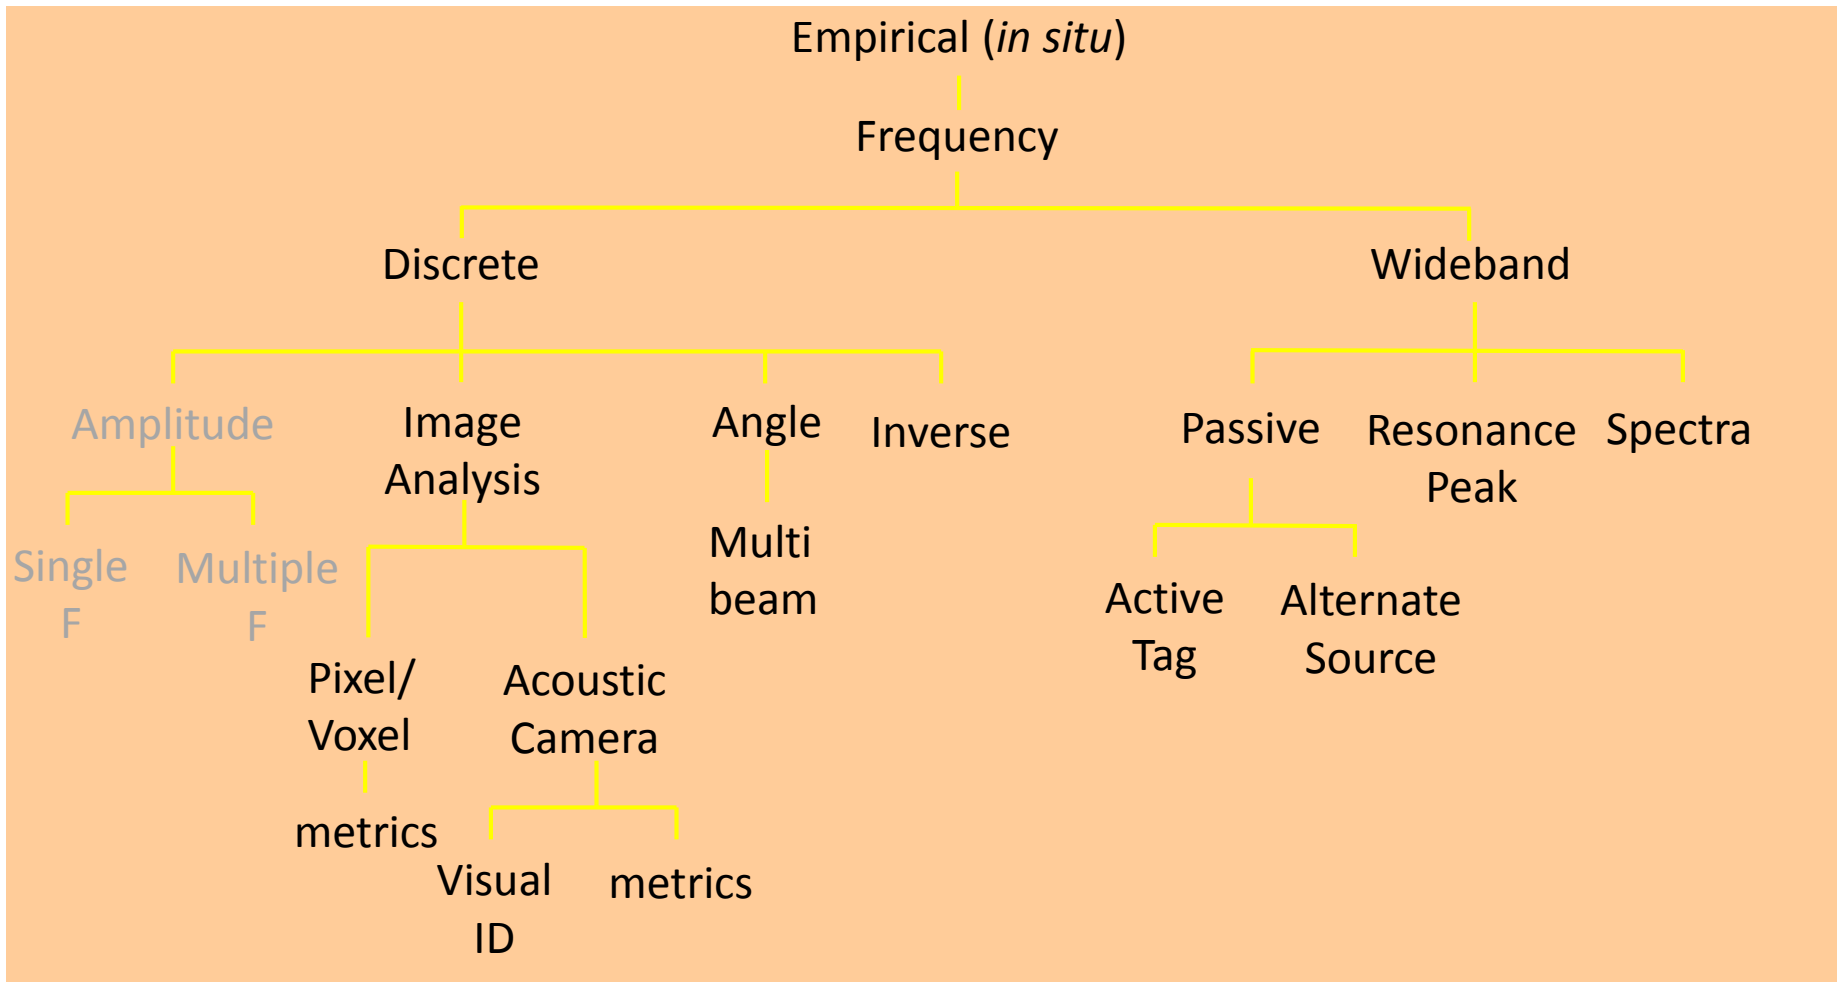 Empirical (in situ)
Frequency
Discrete
Wideband
Amplitude
Image
Analysis
Angle
Inverse
Passive
Resonance
Peak
Spectra
Single
F
Multiple
F
Multi
beam
Active
Tag
Alternate
Source
Pixel/
Voxel
Acoustic
Camera
metrics
Visual
ID
metrics